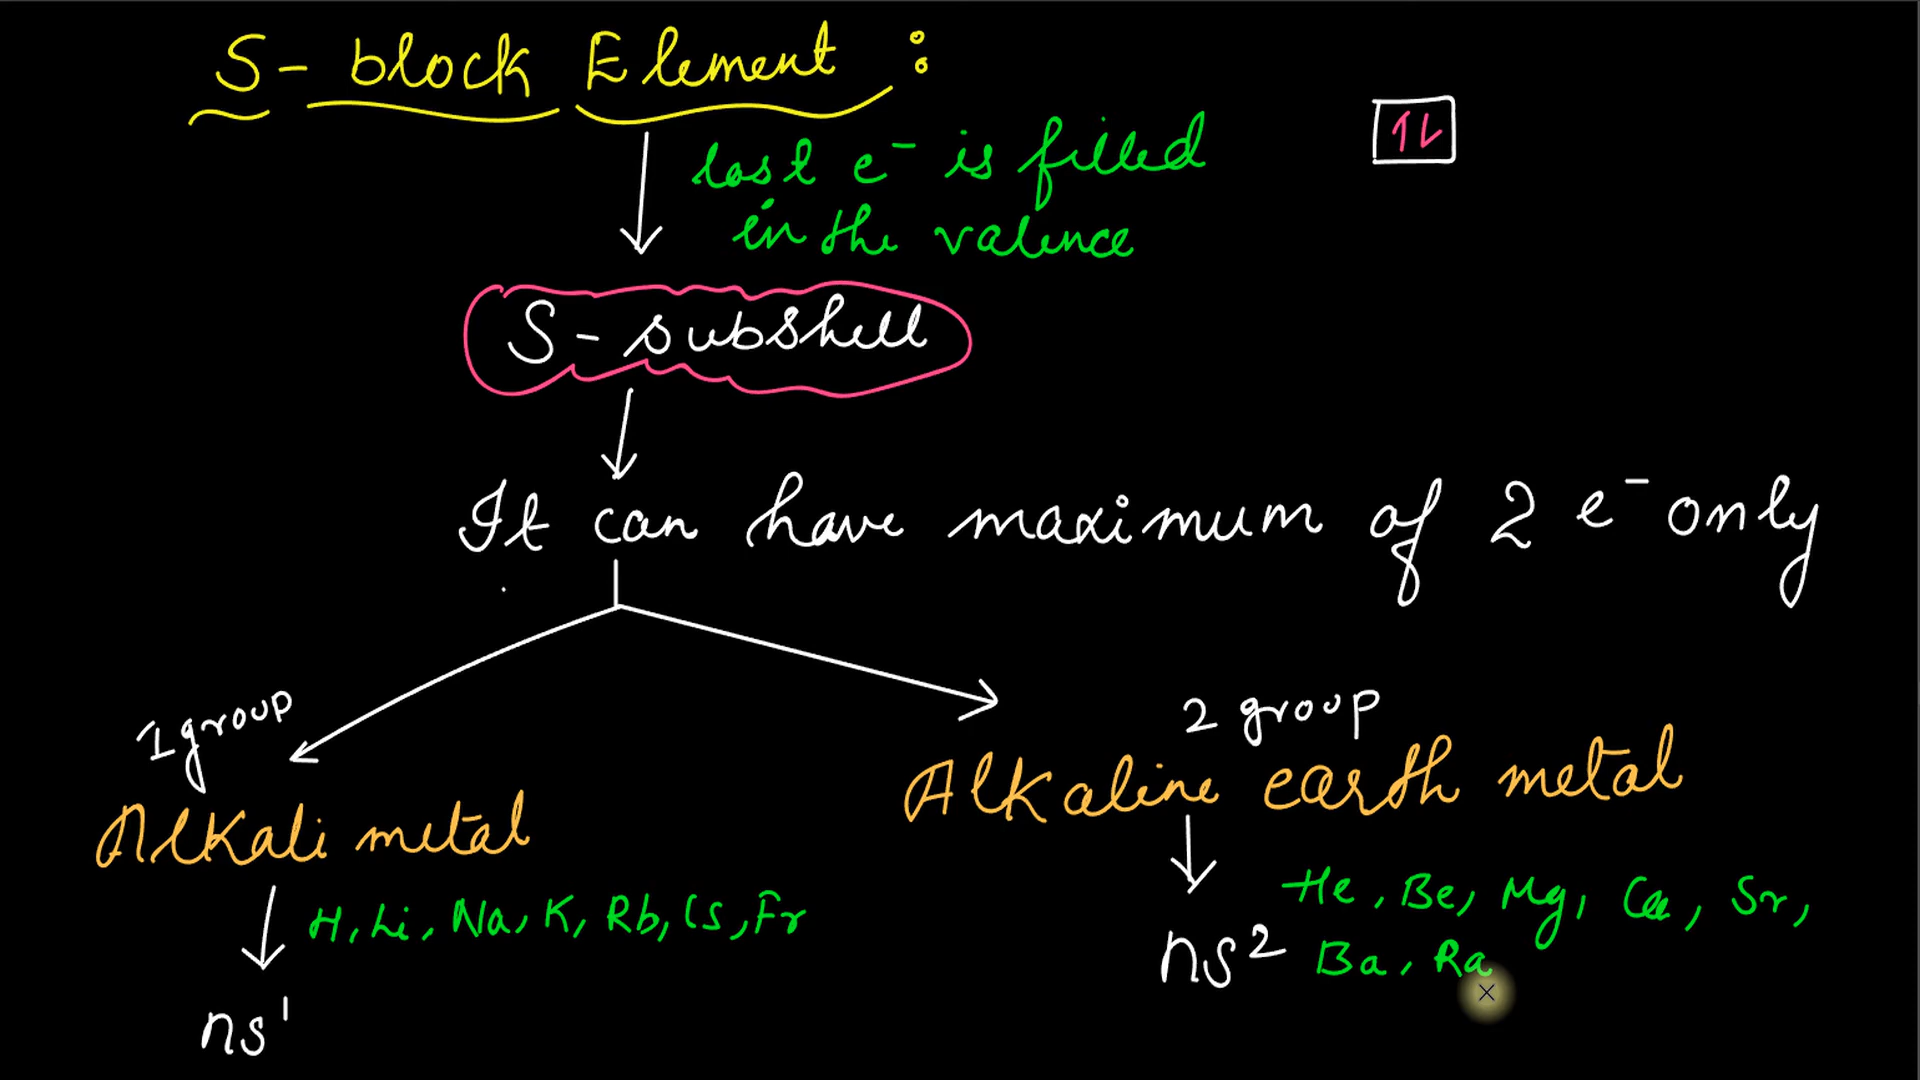 S- block Element :
last e⁻ is filled
in the valence
S- subshell
It can have maximum of 2 e⁻ only
1 group
2 group
Alkali metal
Alkaline earth metal
H, Li, Na, K, Rb, Cs, Fr
He, Be, Mg, Ca, Sr,
Ba, Ra
ns¹
ns²